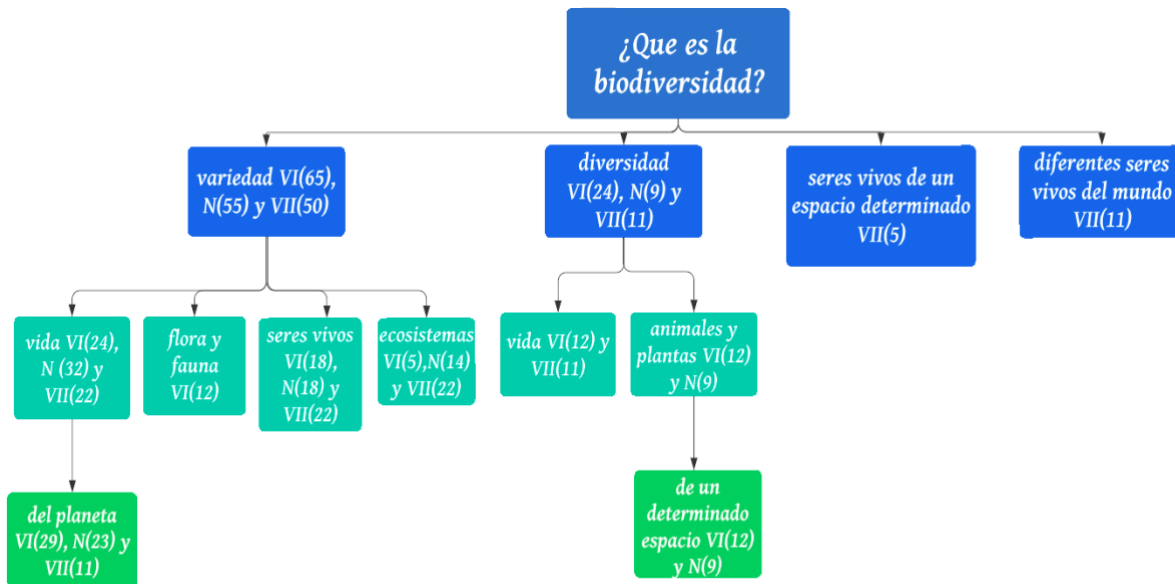 ¿Que es la
biodiversidad?
variedad VI(65),
N(55) y VII(50)
diversidad
VI(24), N(9) y
VII(11)
seres vivos de un
espacio determinado
VII(5)
diferentes seres
vivos del mundo
VII(11)
vida VI(24),
N (32) y
VII(22)
flora y
fauna
VI(12)
seres vivos
VI(18),
N(18) y
VII(22)
ecosistemas
VI(5),N(14)
y VII(22)
vida VI(12) y
VII(11)
animales y
plantas VI(12)
y N(9)
del planeta
VI(29), N(23) y
VII(11)
de un
determinado
espacio VI(12)
y N(9)